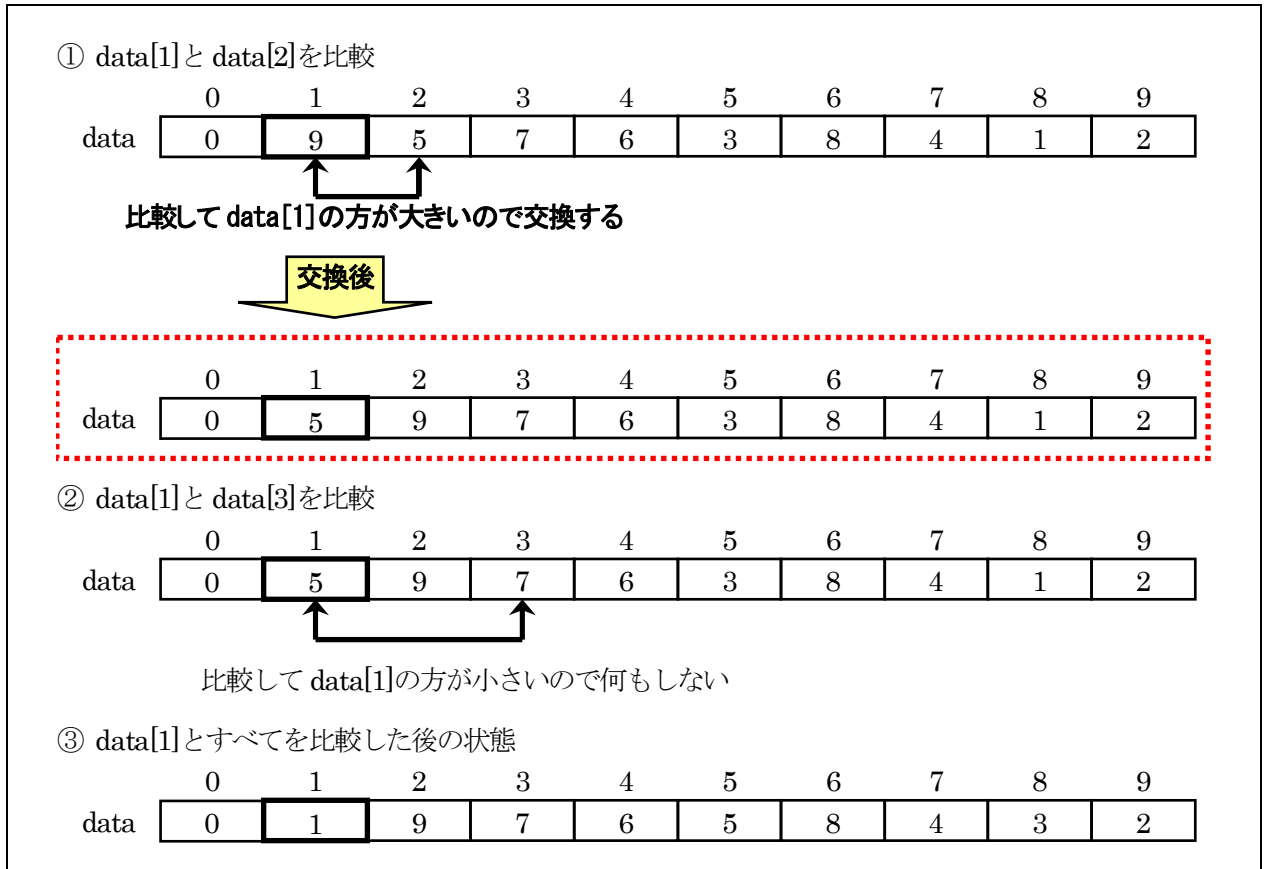 ① data[1]と data[2]を比較
0 1 2 3 4 5 6 7 8 9
data 0 9 5 7 6 3 8 4 1 2
比較して data[1]の方が大きいので交換する
交換後
0 1 2 3 4 5 6 7 8 9
data 0 5 9 7 6 3 8 4 1 2
② data[1]と data[3]を比較
0 1 2 3 4 5 6 7 8 9
data 0 5 9 7 6 3 8 4 1 2
比較して data[1]の方が小さいので何もしない
③ data[1]とすべてを比較した後の状態
0 1 2 3 4 5 6 7 8 9
data 0 1 9 7 6 5 8 4 3 2